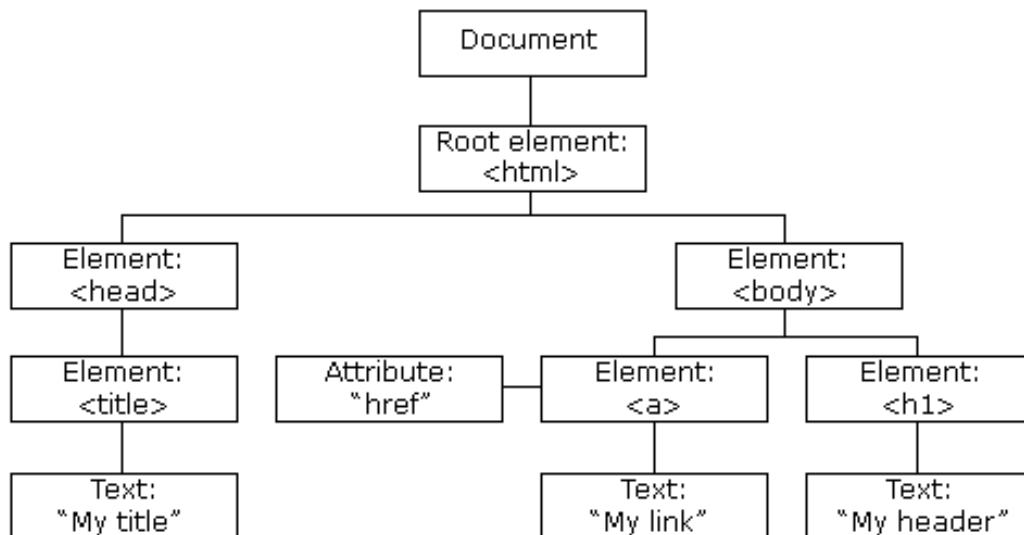 Document
Root element:
<html>
Element:
<head>
Element:
<body>
Element:
<title>
Attribute:
“href”
Element:
<a>
Element:
<h1>
Text:
“My title”
Text:
“My link”
Text:
“My header”